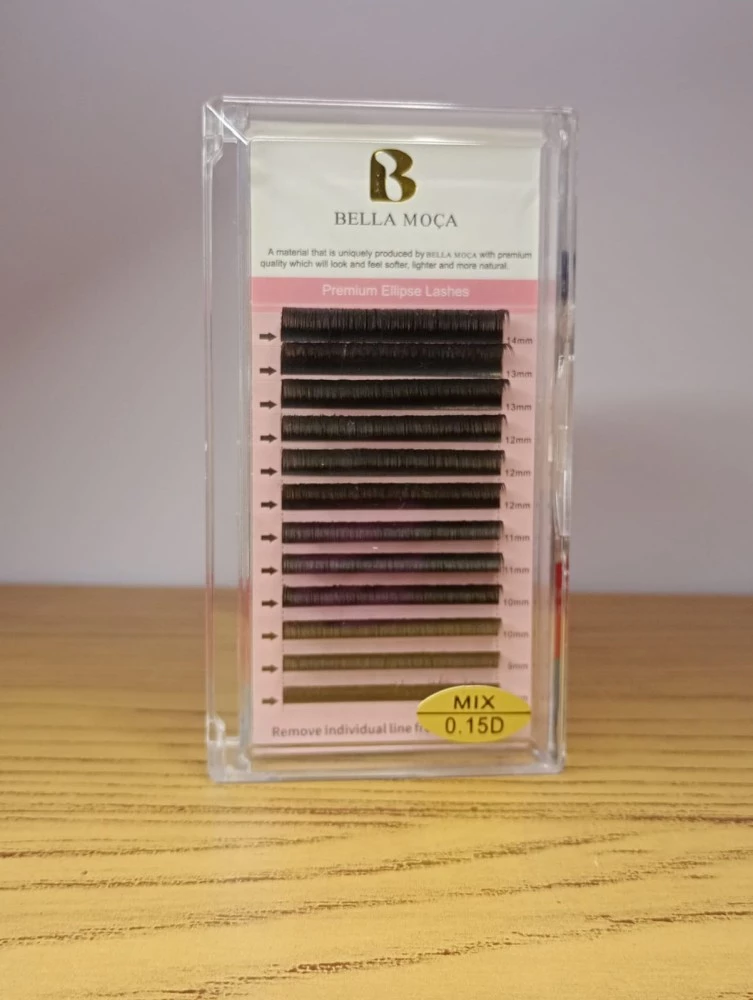 B
BELLA MOÇA
A material that is uniquely produced by BELLA MOÇA with premium
quality which will look and feel softer, lighter and more natural.
Premium Ellipse Lashes
14mm
13mm
13mm
12mm
12mm
12mm
11mm
11mm
10mm
10mm
9mm
MIX
0.15D
Remove individual line